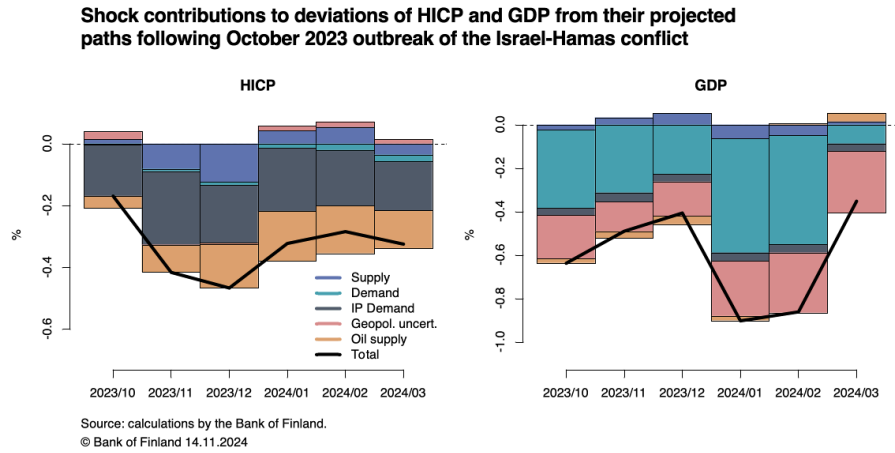 Shock contributions to deviations of HICP and GDP from their projected
paths following October 2023 outbreak of the Israel-Hamas conflict
HICP
0.0
-0.2
-0.4
-0.6
%
Supply
Demand
IP Demand
Geopol. uncert.
Oil supply
Total
2023/10 2023/11 2023/12 2024/01 2024/02 2024/03
GDP
0.0
-0.2
-0.4
-0.6
-0.8
-1.0
%
2023/10 2023/11 2023/12 2024/01 2024/02 2024/03
Source: calculations by the Bank of Finland.
© Bank of Finland 14.11.2024